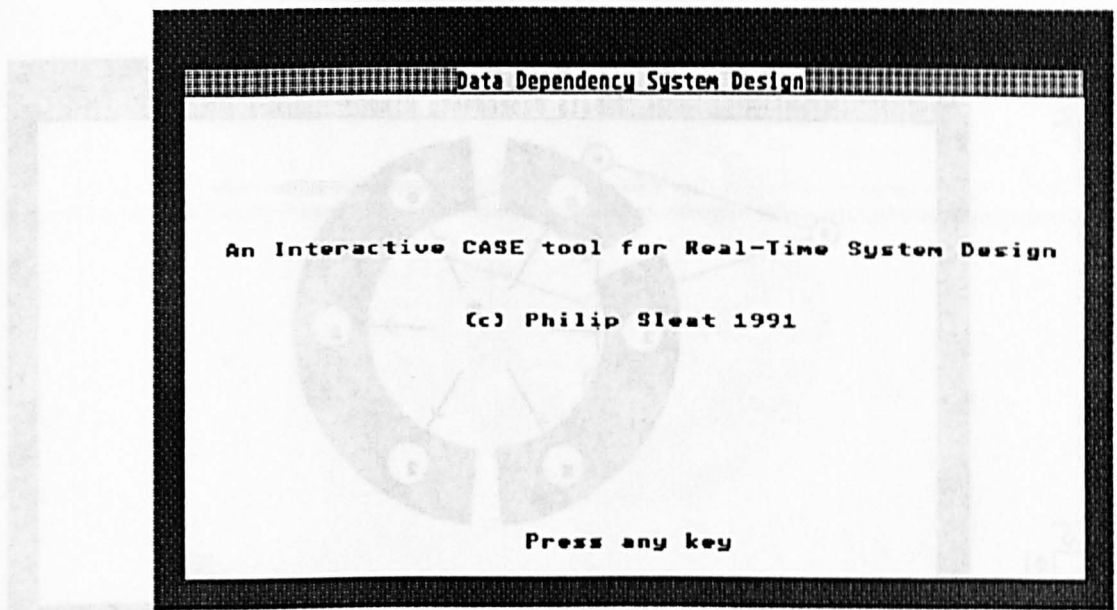 Data Dependency System Design
An Interactive CASE tool for Real-Time System Design
(c) Philip Sleat 1991
Press any key